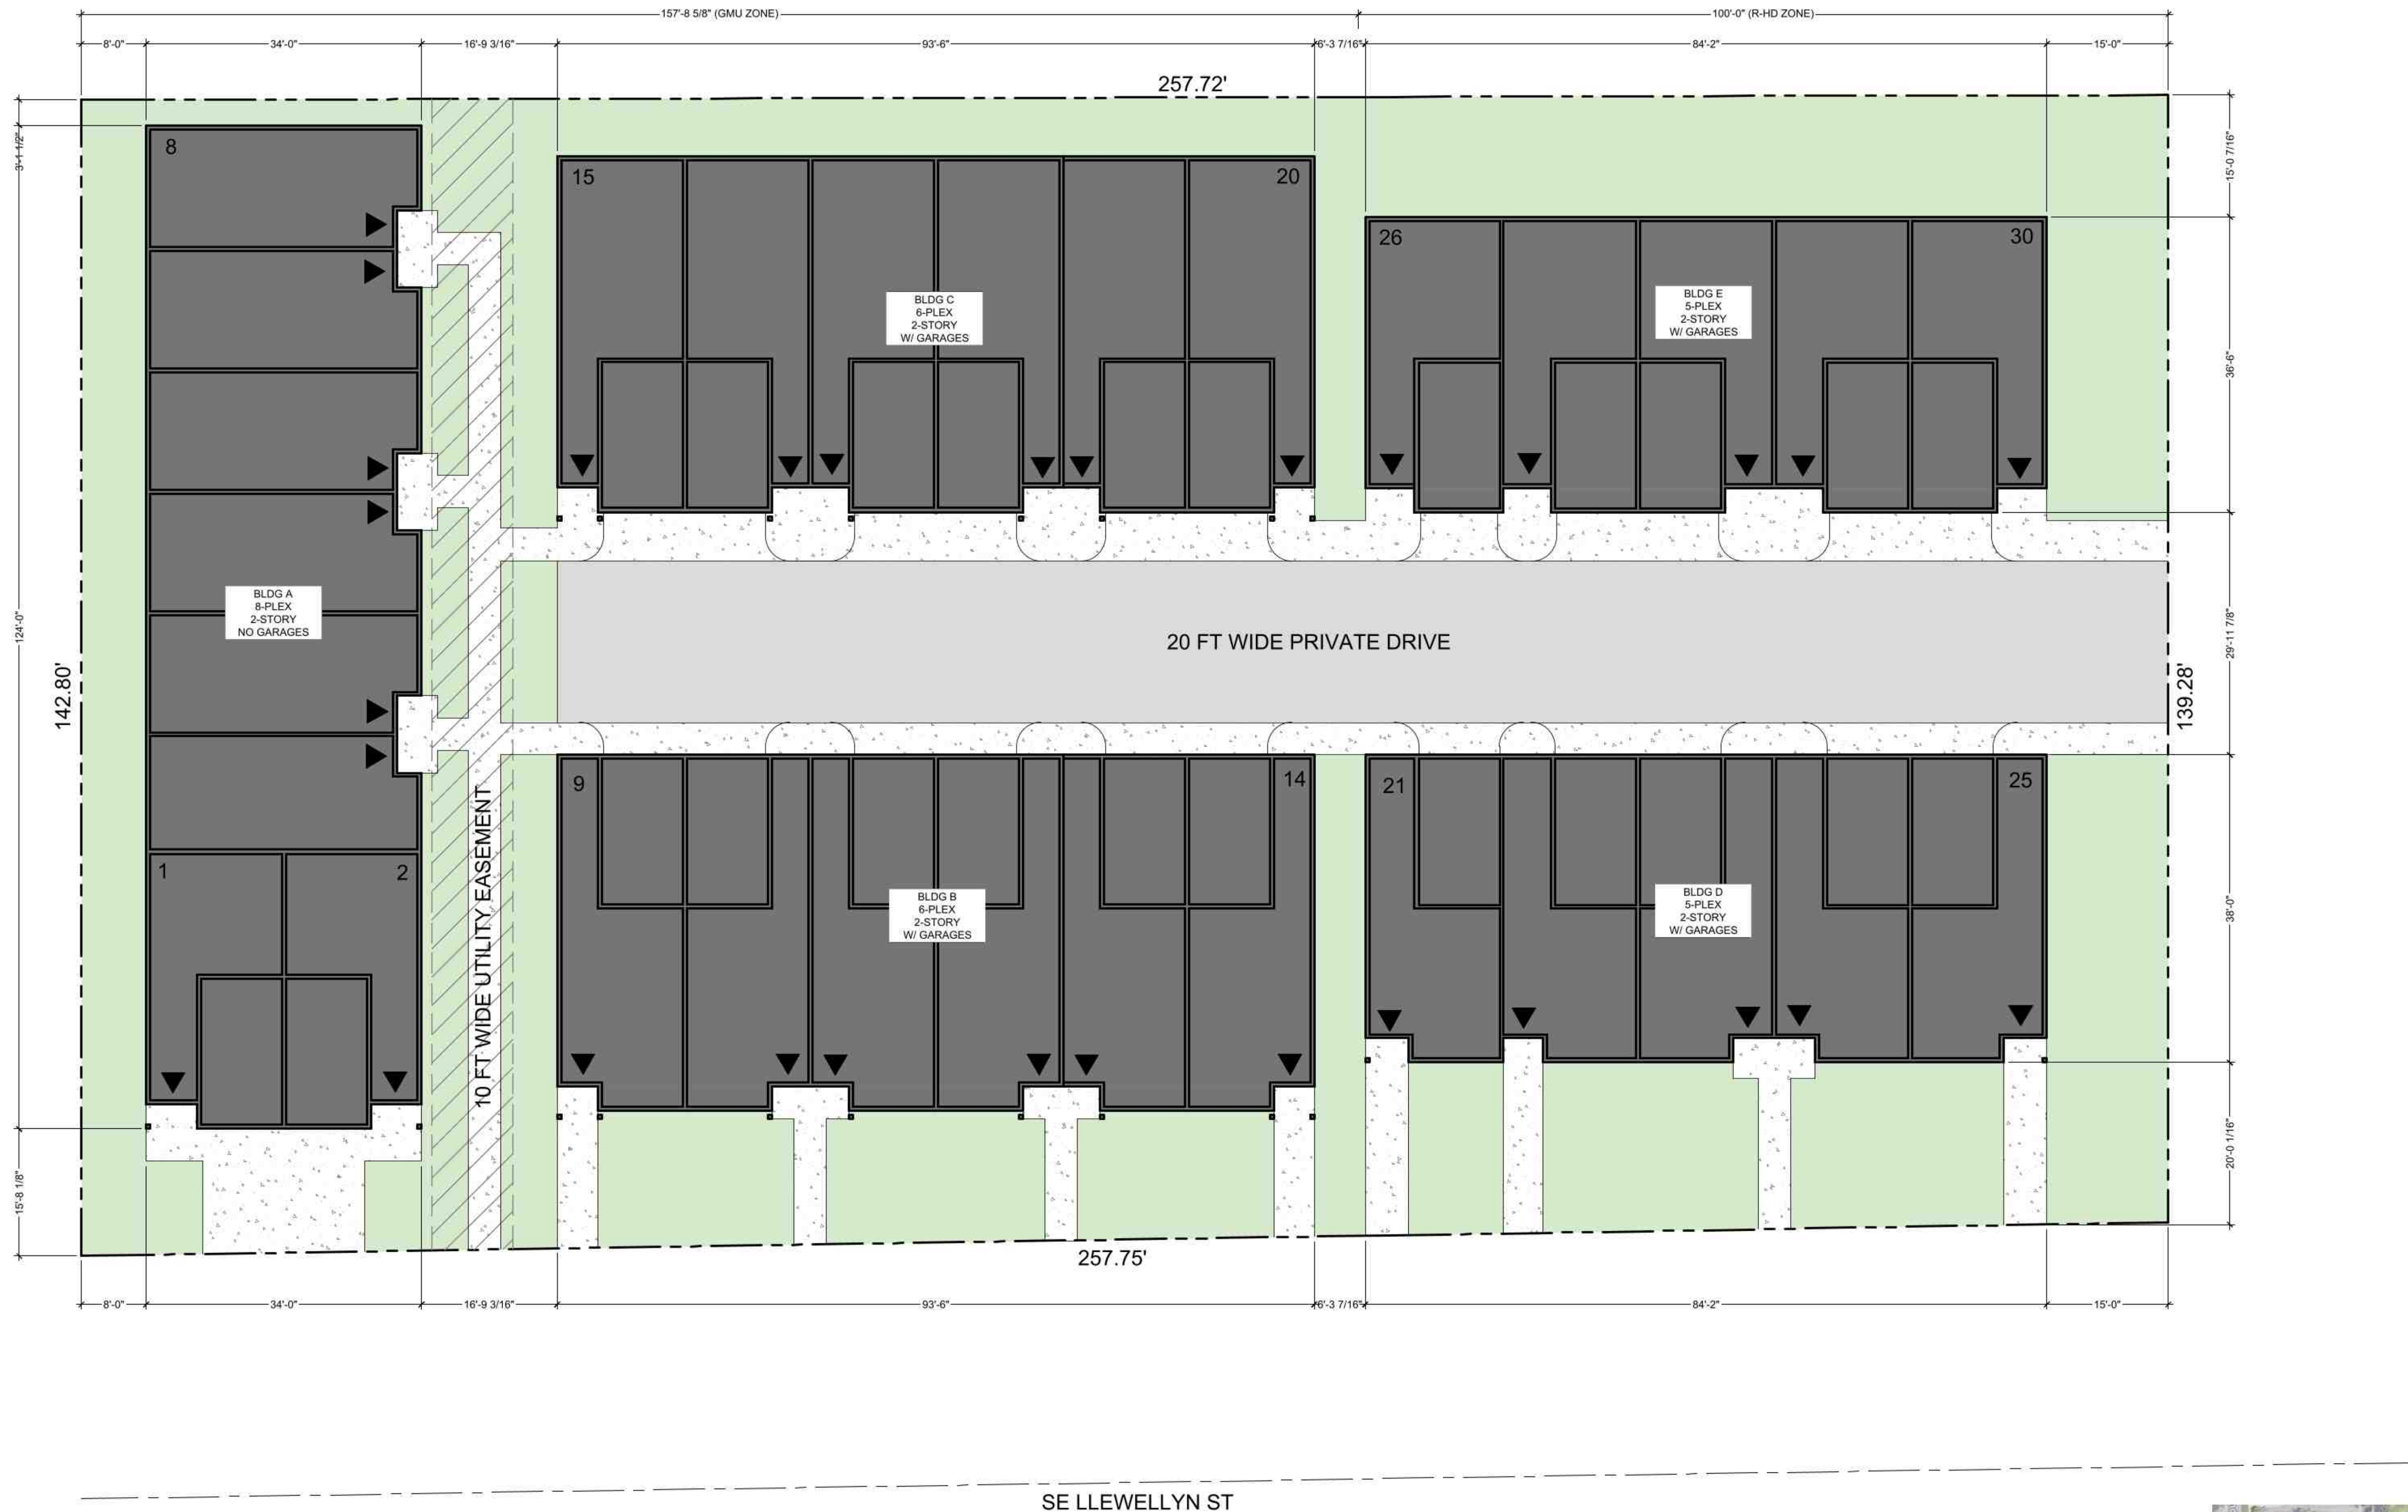 157'-8 5/8" (GMU ZONE)
100'-0" (R-HD ZONE)
8'-0"
34'-0"
16'-9 3/16"
93'-6"
6'-3 7/16"
84'-2"
15'-0"
257.72'
3'-1 1/2"
124'-0"
15'-8 1/8"
142.80'
15'-0 7/16"
36'-6"
29'-11 7/8"
38'-0"
20'-0 1/16"
139.28'
8
15
20
26
30
BLDG C
6-PLEX
2-STORY
W/ GARAGES
BLDG E
5-PLEX
2-STORY
W/ GARAGES
BLDG A
8-PLEX
2-STORY
NO GARAGES
20 FT WIDE PRIVATE DRIVE
10 FT WIDE UTILITY EASEMENT
1
2
9
14
21
25
BLDG B
6-PLEX
2-STORY
W/ GARAGES
BLDG D
5-PLEX
2-STORY
W/ GARAGES
257.75'
8'-0"
34'-0"
16'-9 3/16"
93'-6"
6'-3 7/16"
84'-2"
15'-0"
SE LLEWELLYN ST